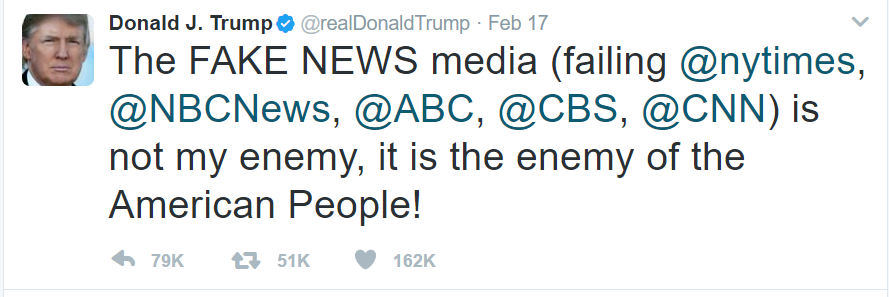 Donald J. Trump @realDonaldTrump · Feb 17
The FAKE NEWS media (failing @nytimes,
@NBCNews, @ABC, @CBS, @CNN) is
not my enemy, it is the enemy of the
American People!
79K 51K 162K